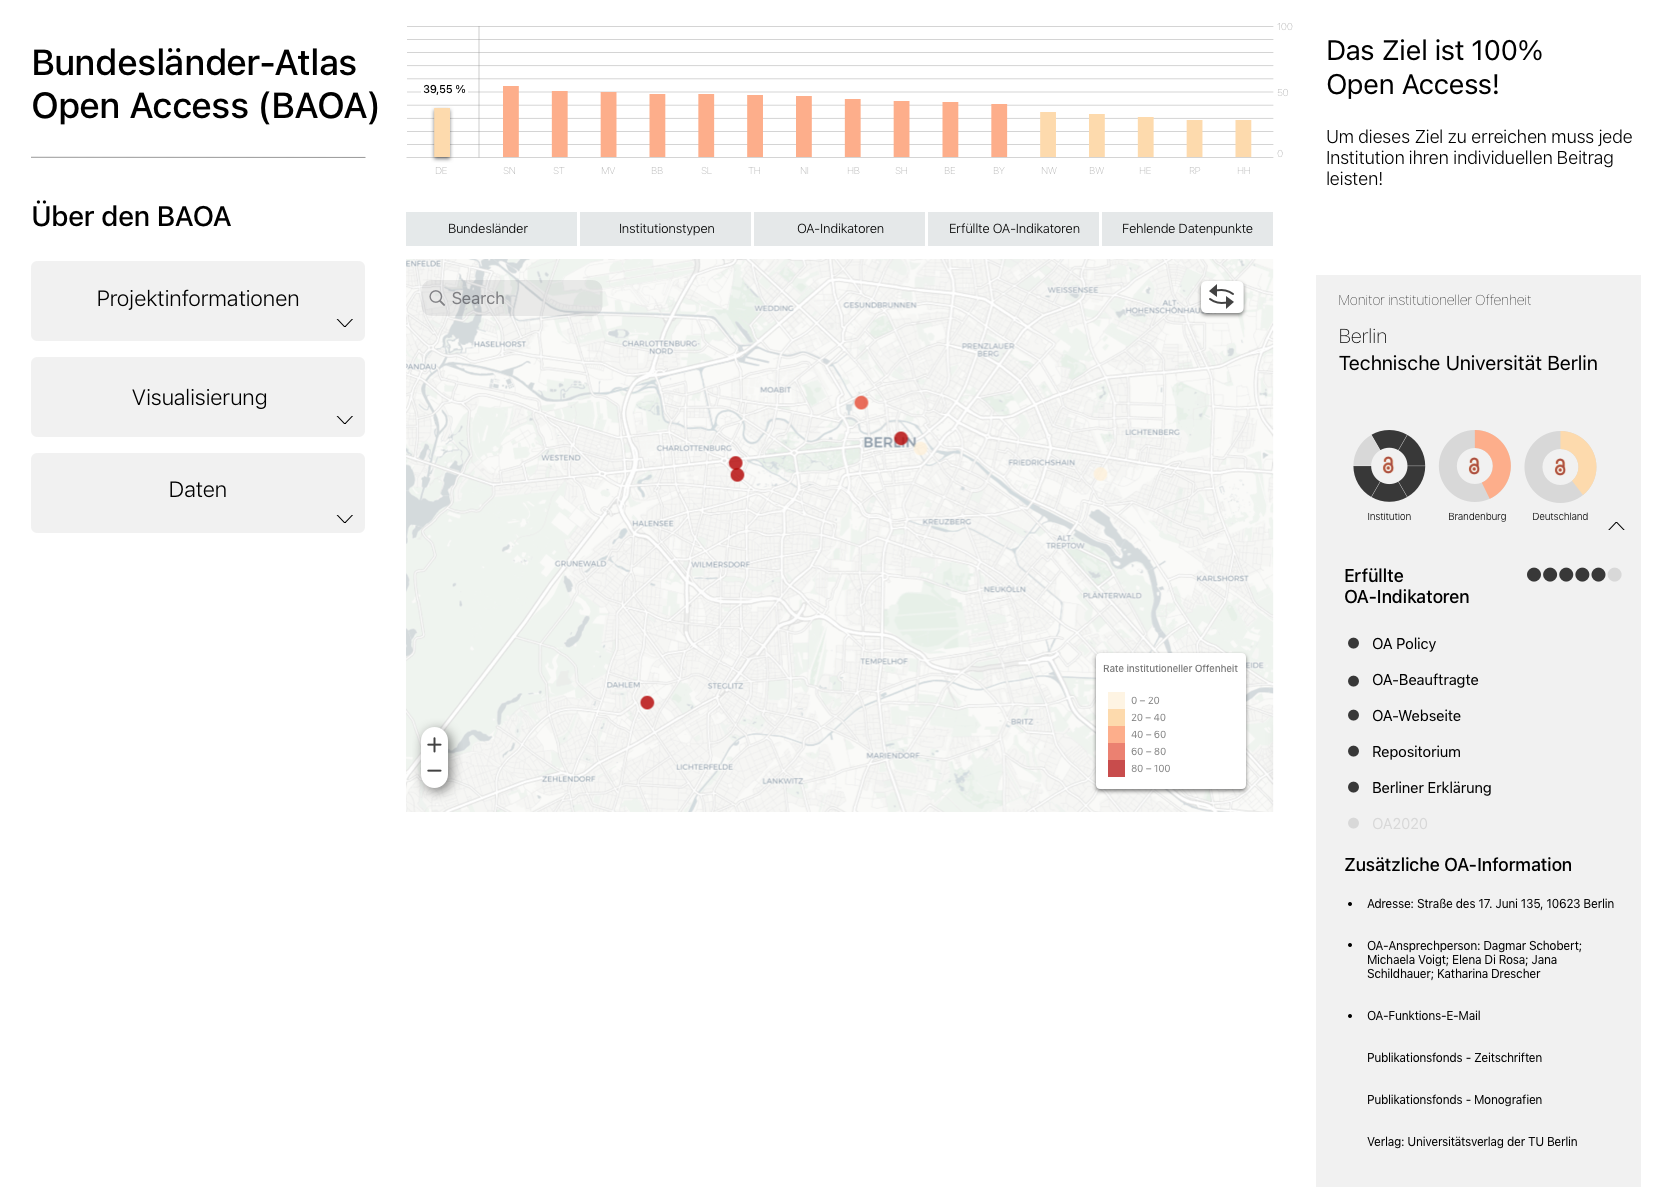 Bundesländer-Atlas
Open Access (BAOA)
Über den BAOA
Projektinformationen
Visualisierung
Daten
100
50
0
39,55 %
DE SN ST MV BB SL TH NI HB SH BE BY NW BW HE RP HH
Bundesländer Institutionstypen OA-Indikatoren Erfüllte OA-Indikatoren Fehlende Datenpunkte
ENFELDE
Search
WEISSENSEE
WEDDING
GESUNDBRUNNEN
ALT-
HOHENSCHÖNHAU
HASELHORST
CHARLOTTENBURG-
NORD
PRENZLAUER
BERG
PANDAU
MOABIT
LICHTENBERG
BERLIN
CHARLOTTENBURG
WESTEND
FRIEDRICHSHAIN
HALENSEE
KREUZBERG
ALT-
TREPTOW
GRUNEWALD
WILMERSDORF
KARLSHORST
NEUKÖLLN
PLÄNTERWALD
TEMPELHOF
EIDE
DAHLEM
STEGLITZ
BRITZ
MARIENDORF
LICHTERFELDE
ZEHLENDORF
LANKWITZ
Rate institutioneller Offenheit
0 – 20
20 – 40
40 – 60
60 – 80
80 – 100
Das Ziel ist 100%
Open Access!
Um dieses Ziel zu erreichen muss jede
Institution ihren individuellen Beitrag
leisten!
Monitor institutioneller Offenheit
Berlin
Technische Universität Berlin
Institution Brandenburg Deutschland
Erfüllte
OA-Indikatoren
OA Policy
OA-Beauftragte
OA-Webseite
Repositorium
Berliner Erklärung
OA2020
Zusätzliche OA-Information
• Adresse: Straße des 17. Juni 135, 10623 Berlin
• OA-Ansprechperson: Dagmar Schobert;
Michaela Voigt; Elena Di Rosa; Jana
Schildhauer; Katharina Drescher
• OA-Funktions-E-Mail
Publikationsfonds - Zeitschriften
Publikationsfonds - Monografien
Verlag: Universitätsverlag der TU Berlin